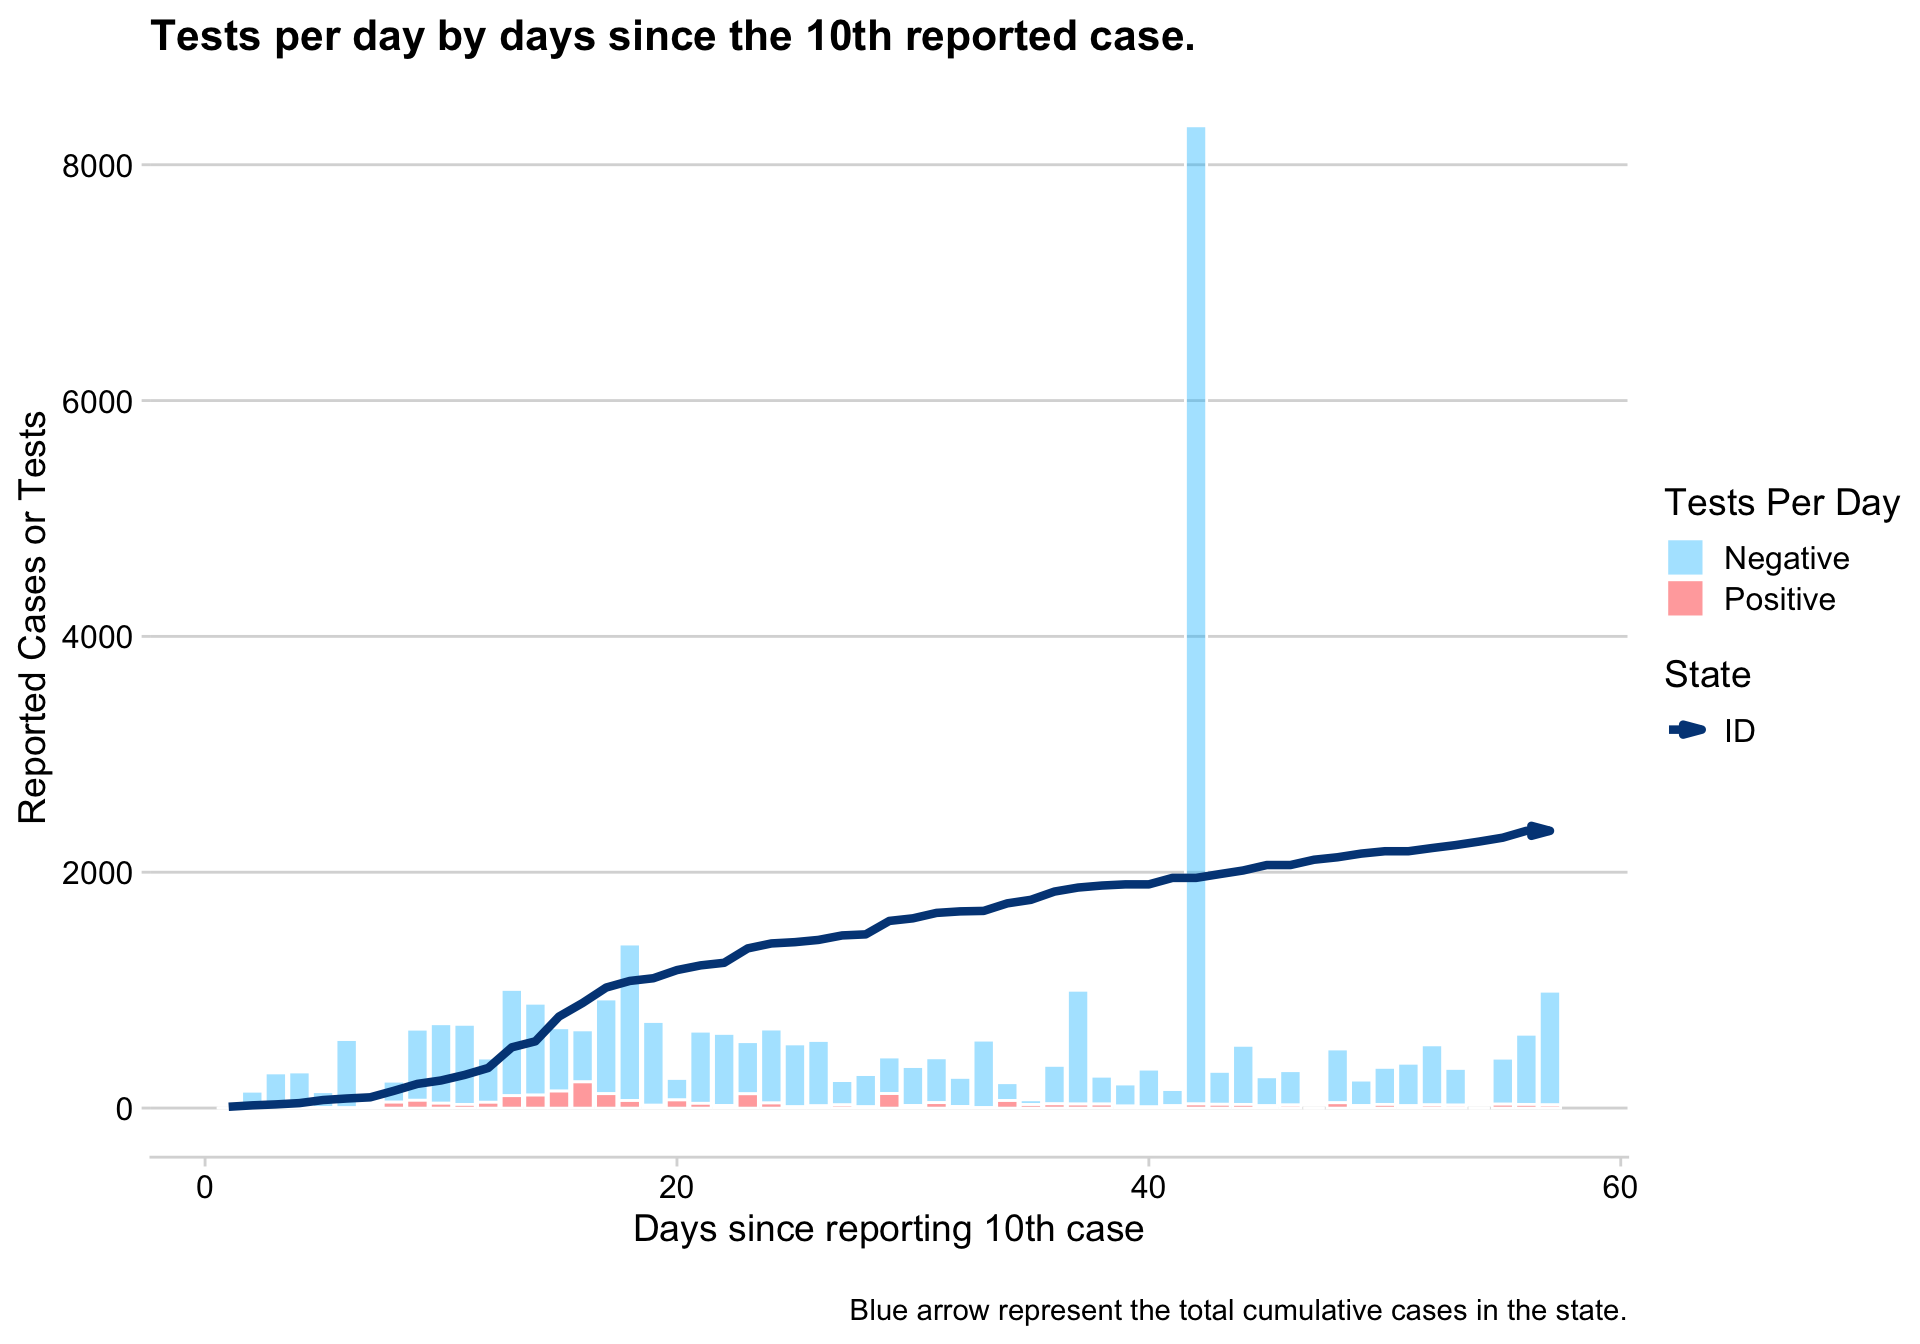 Tests per day by days since the 10th reported case.
8000
6000
4000
2000
0
Reported Cases or Tests
0 20 40 60
Days since reporting 10th case
Tests Per Day
Negative
Positive
State
ID
Blue arrow represent the total cumulative cases in the state.